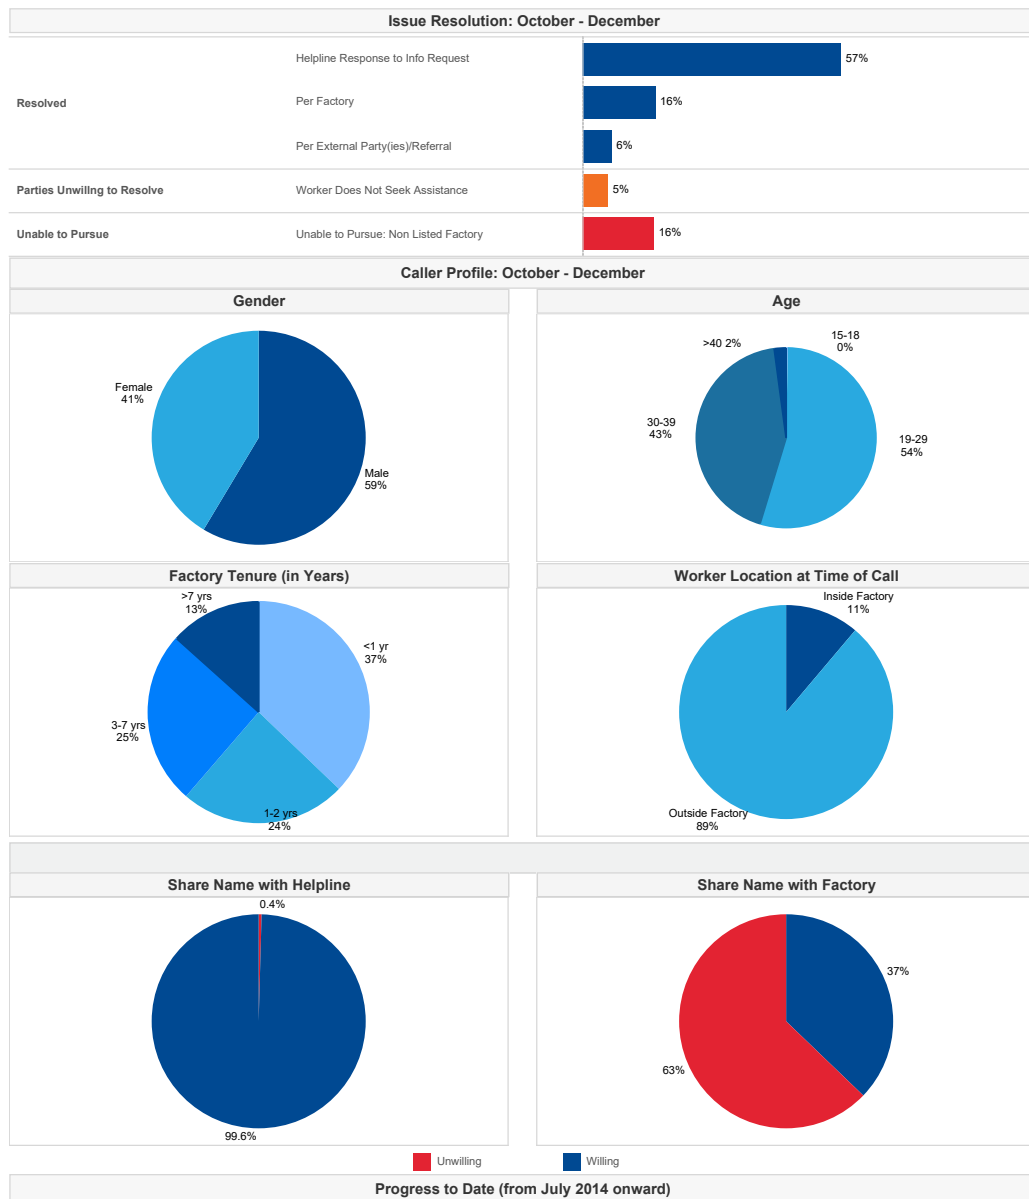 Issue Resolution: October - December
Helpline Response to Info Request
57%
Resolved
Per Factory
16%
Per External Party(ies)/Referral
6%
Parties Unwillng to Resolve
Worker Does Not Seek Assistance
5%
Unable to Pursue
Unable to Pursue: Non Listed Factory
16%
Caller Profile: October - December
Gender
Female
41%
Male
59%
Age
>40 2%
15-18
0%
30-39
43%
19-29
54%
Factory Tenure (in Years)
>7 yrs
13%
<1 yr
37%
3-7 yrs
25%
1-2 yrs
24%
Worker Location at Time of Call
Inside Factory
11%
Outside Factory
89%
Share Name with Helpline
0.4%
99.6%
Share Name with Factory
37%
63%
Unwilling
Willing
Progress to Date (from July 2014 onward)